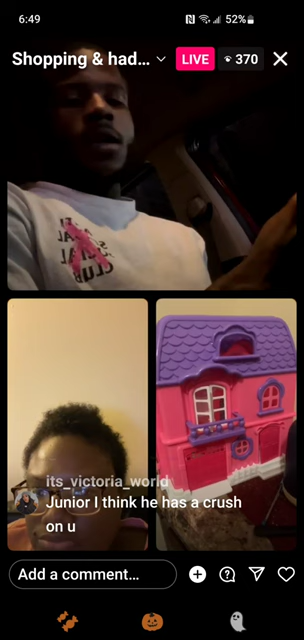 6:49
52%
Shopping & had...
LIVE
370
its_victoria_world
Junior I think he has a crush
on u
Add a comment...